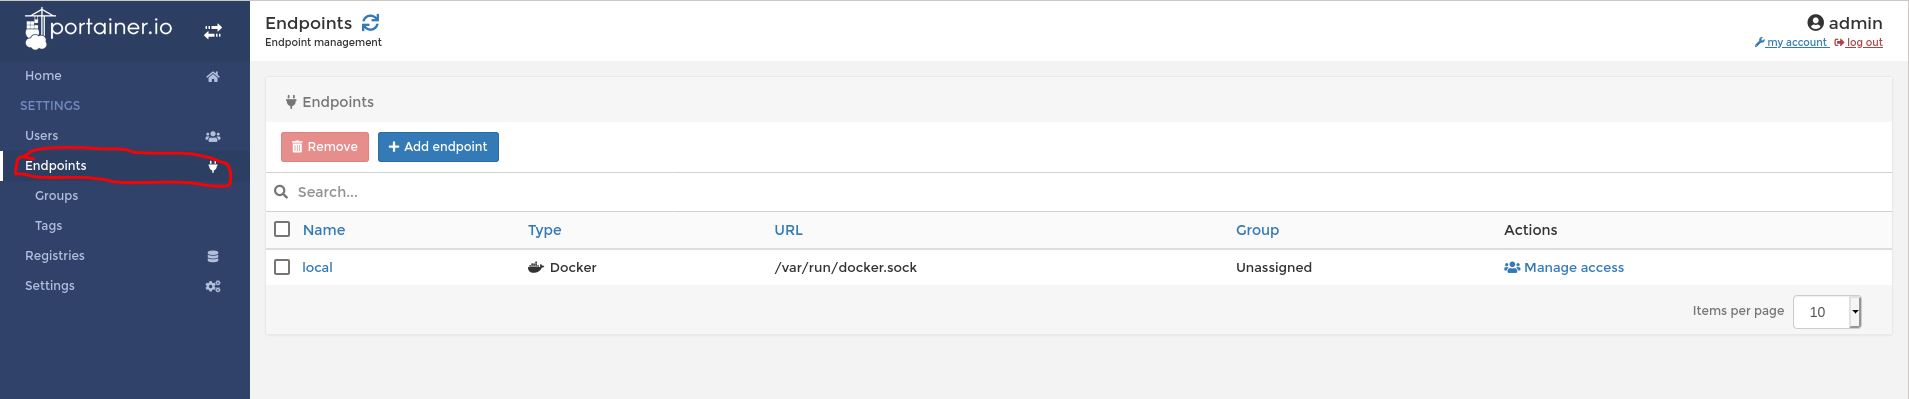 portainer.io
Home
SETTINGS
Users
Endpoints
Groups
Tags
Registries
Settings
Endpoints
Endpoint management
admin
my account log out
Endpoints
Remove Add endpoint
Search...
Name Type URL Group Actions
local Docker /var/run/docker.sock Unassigned Manage access
Items per page 10